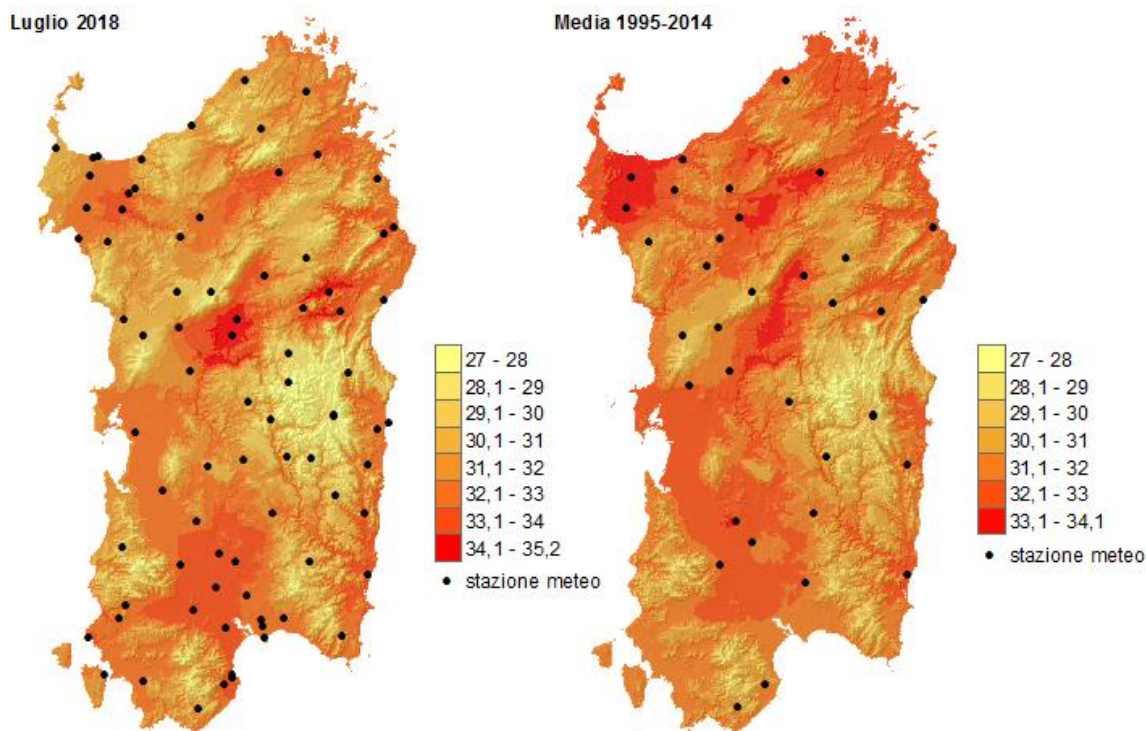 Luglio 2018
Media 1995-2014
27 - 28
28,1 - 29
29,1 - 30
30,1 - 31
31,1 - 32
32,1 - 33
33,1 - 34
34,1 - 35,2
stazione meteo
27 - 28
28,1 - 29
29,1 - 30
30,1 - 31
31,1 - 32
32,1 - 33
33,1 - 34,1
stazione meteo